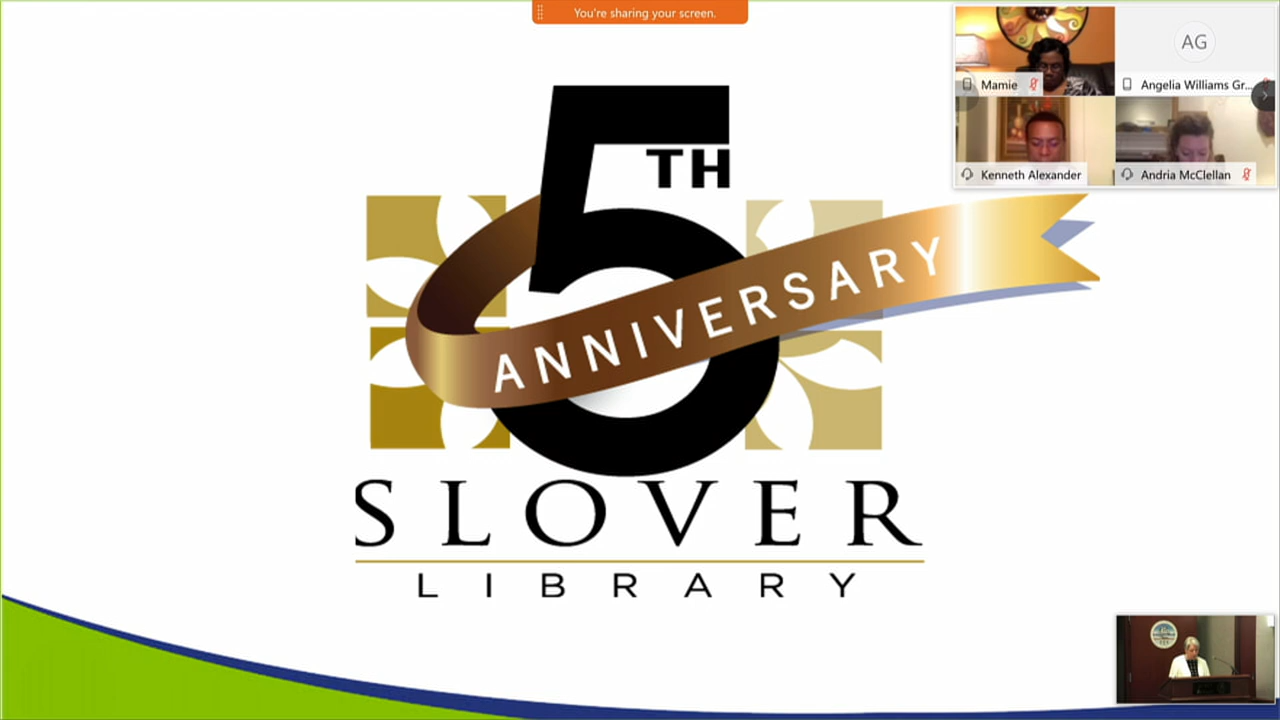 You're sharing your screen.
AG
Mamie
Angelia Williams Gr...
Kenneth Alexander
Andria McClellan
5TH
ANNIVERSARY
SLOVER
LIBRARY